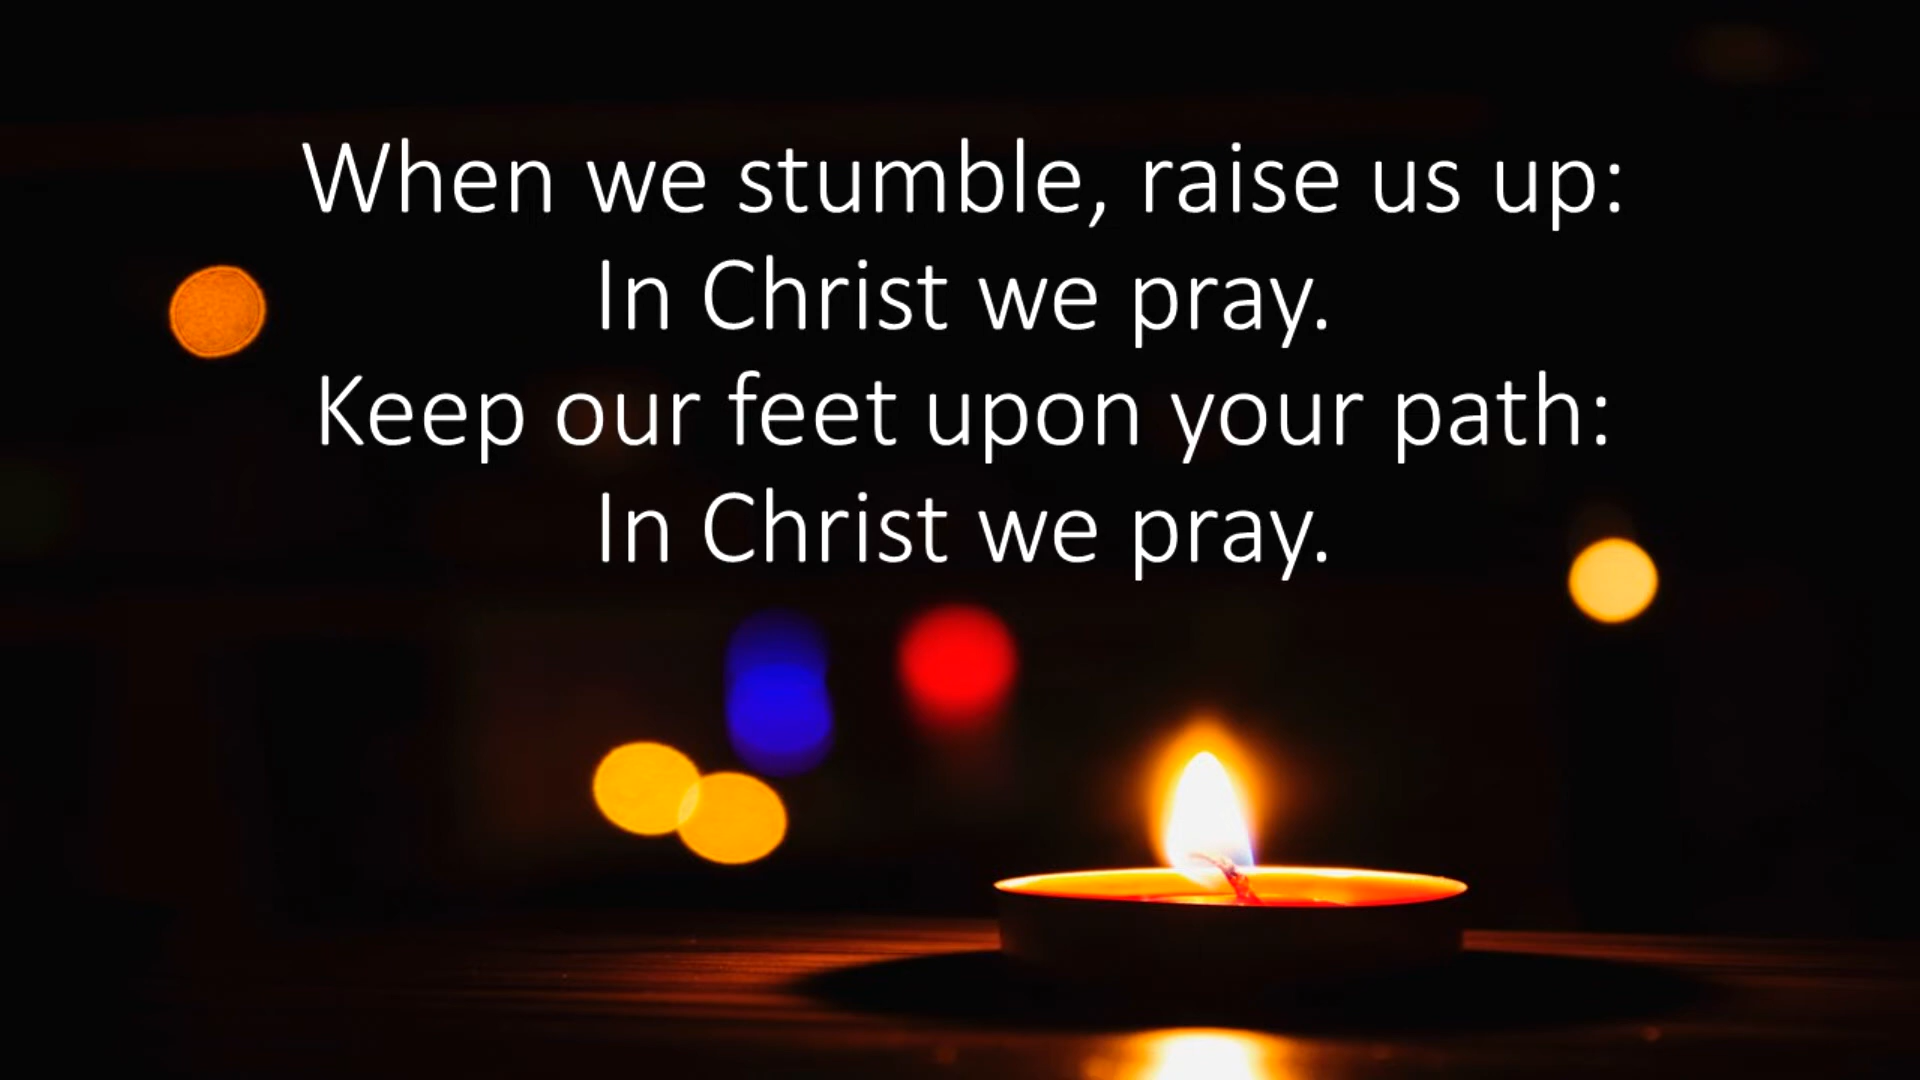 When we stumble, raise us up:
In Christ we pray.
Keep our feet upon your path:
In Christ we pray.